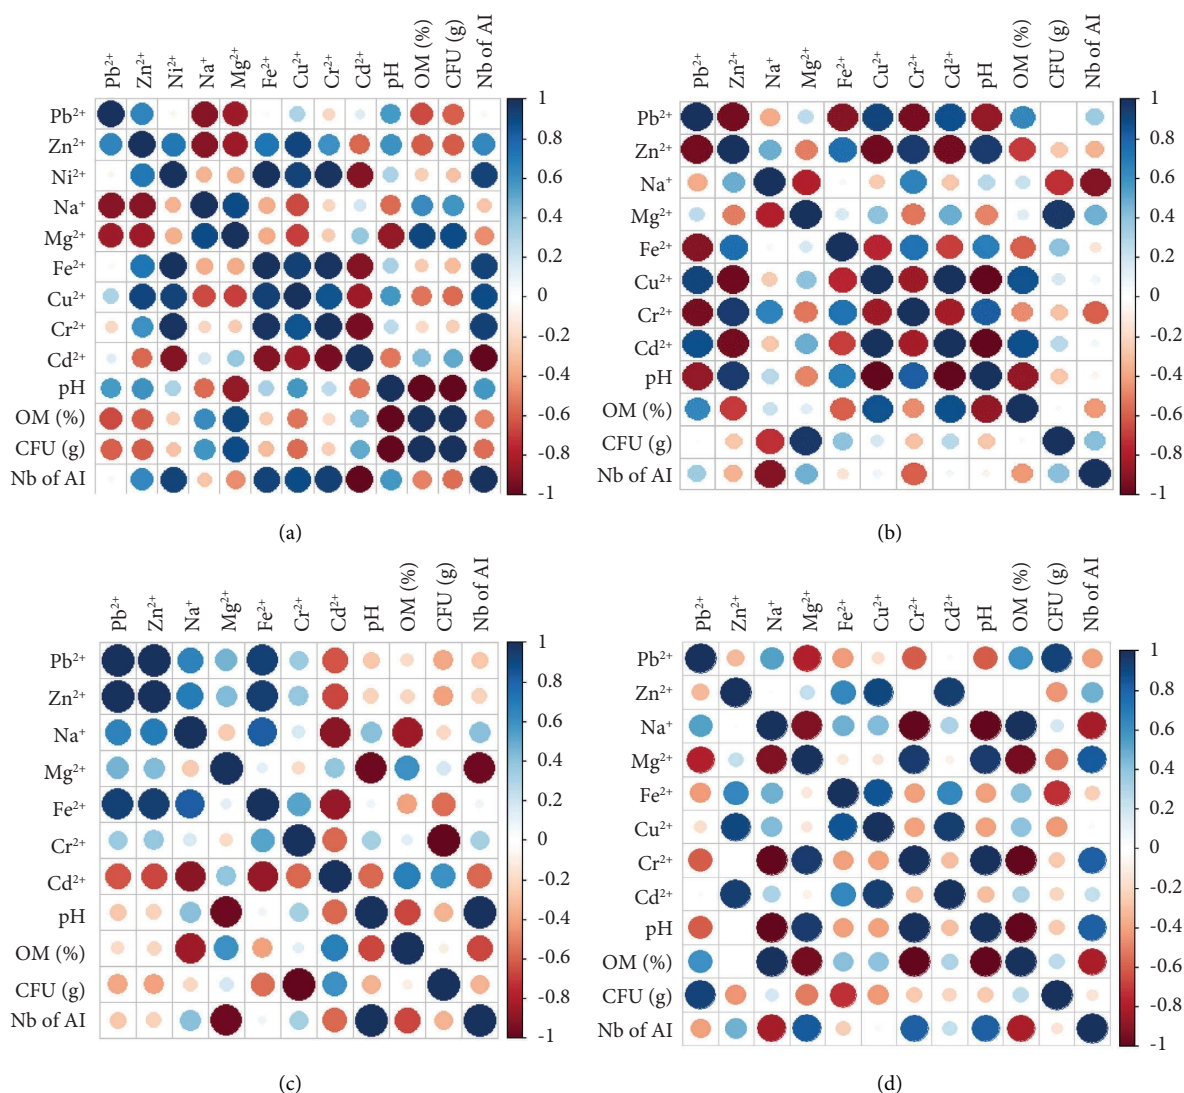 Pb²⁺ Zn²⁺ Ni²⁺ Na⁺ Mg²⁺ Fe²⁺ Cu²⁺ Cr²⁺ Cd²⁺ pH OM (%) CFU (g) Nb of AI
Pb²⁺
Zn²⁺
Ni²⁺
Na⁺
Mg²⁺
Fe²⁺
Cu²⁺
Cr²⁺
Cd²⁺
pH
OM (%)
CFU (g)
Nb of AI
1
0.8
0.6
0.4
0.2
0
-0.2
-0.4
-0.6
-0.8
-1
(a)
Pb²⁺ Zn²⁺ Na⁺ Mg²⁺ Fe²⁺ Cu²⁺ Cr²⁺ Cd²⁺ pH OM (%) CFU (g) Nb of AI
Pb²⁺
Zn²⁺
Na⁺
Mg²⁺
Fe²⁺
Cu²⁺
Cr²⁺
Cd²⁺
pH
OM (%)
CFU (g)
Nb of AI
1
0.8
0.6
0.4
0.2
0
-0.2
-0.4
-0.6
-0.8
-1
(b)
Pb²⁺ Zn²⁺ Na⁺ Mg²⁺ Fe²⁺ Cr²⁺ Cd²⁺ pH OM (%) CFU (g) Nb of AI
Pb²⁺
Zn²⁺
Na⁺
Mg²⁺
Fe²⁺
Cr²⁺
Cd²⁺
pH
OM (%)
CFU (g)
Nb of AI
1
0.8
0.6
0.4
0.2
0
-0.2
-0.4
-0.6
-0.8
-1
(c)
Pb²⁺ Zn²⁺ Na⁺ Mg²⁺ Fe²⁺ Cu²⁺ Cr²⁺ Cd²⁺ pH OM (%) CFU (g) Nb of AI
Pb²⁺
Zn²⁺
Na⁺
Mg²⁺
Fe²⁺
Cu²⁺
Cr²⁺
Cd²⁺
pH
OM (%)
CFU (g)
Nb of AI
1
0.8
0.6
0.4
0.2
0
-0.2
-0.4
-0.6
-0.8
-1
(d)